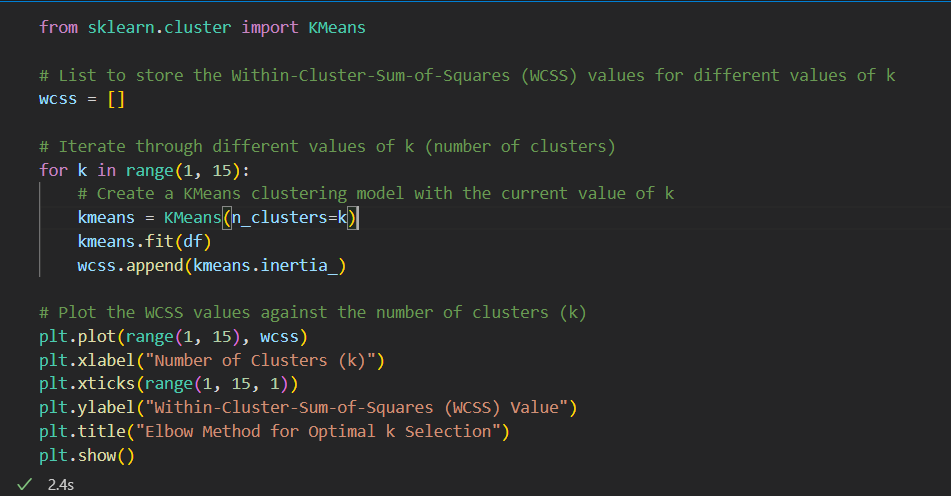 from sklearn.cluster import KMeans
# List to store the Within-Cluster-Sum-of-Squares (WCSS) values for different values of k
wcss = []
# Iterate through different values of k (number of clusters)
for k in range(1, 15):
    # Create a KMeans clustering model with the current value of k
    kmeans = KMeans(n_clusters=k)
    kmeans.fit(df)
    wcss.append(kmeans.inertia_)
# Plot the WCSS values against the number of clusters (k)
plt.plot(range(1, 15), wcss)
plt.xlabel("Number of Clusters (k)")
plt.xticks(range(1, 15, 1))
plt.ylabel("Within-Cluster-Sum-of-Squares (WCSS) Value")
plt.title("Elbow Method for Optimal k Selection")
plt.show()
2.4s